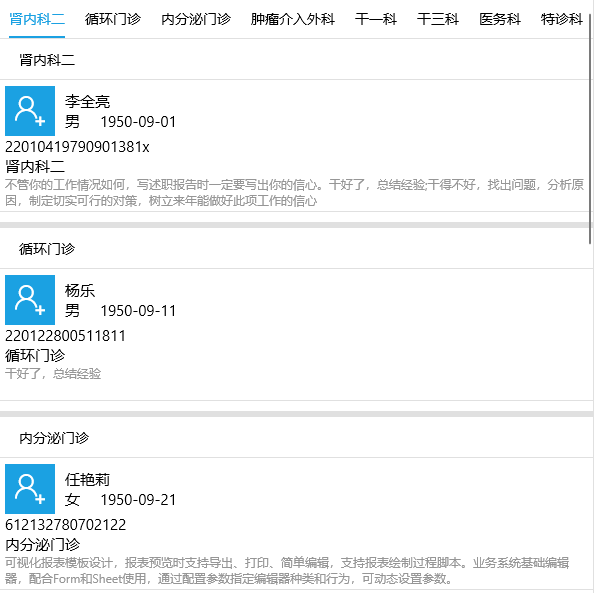 肾内科二 循环门诊 内分泌门诊 肿瘤介入外科 干一科 干三科 医务科 特诊科
肾内科二
李全亮
男 1950-09-01
22010419790901381x
肾内科二
不管你的工作情况如何，写述职报告时一定要写出你的信心。干好了，总结经验;干得不好，找出问题，分析原
因，制定切实可行的对策，树立来年能做好此项工作的信心
循环门诊
杨乐
男 1950-09-11
220122800511811
循环门诊
干好了，总结经验
内分泌门诊
任艳莉
女 1950-09-21
612132780702122
内分泌门诊
可视化报表模板设计，报表预览时支持导出、打印、简单编辑，支持报表绘制过程脚本。业务系统基础编辑
器，配合Form和Sheet使用，通过配置参数指定编辑器种类和行为，可动态设置参数。